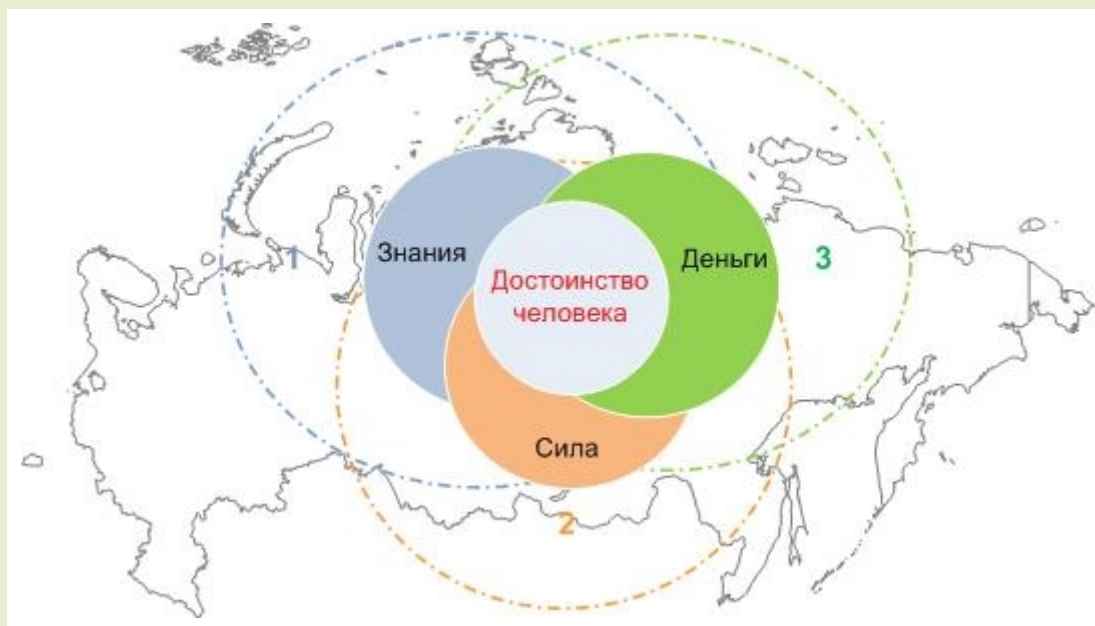 Знания
Деньги
1
3
Достоинство
человека
Сила
2